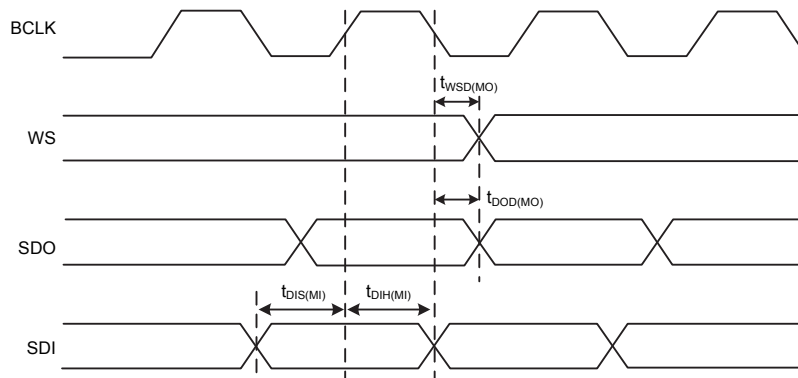 BCLK
tWSD(MO)
WS
tDOD(MO)
SDO
tDIS(MI) tDIH(MI)
SDI